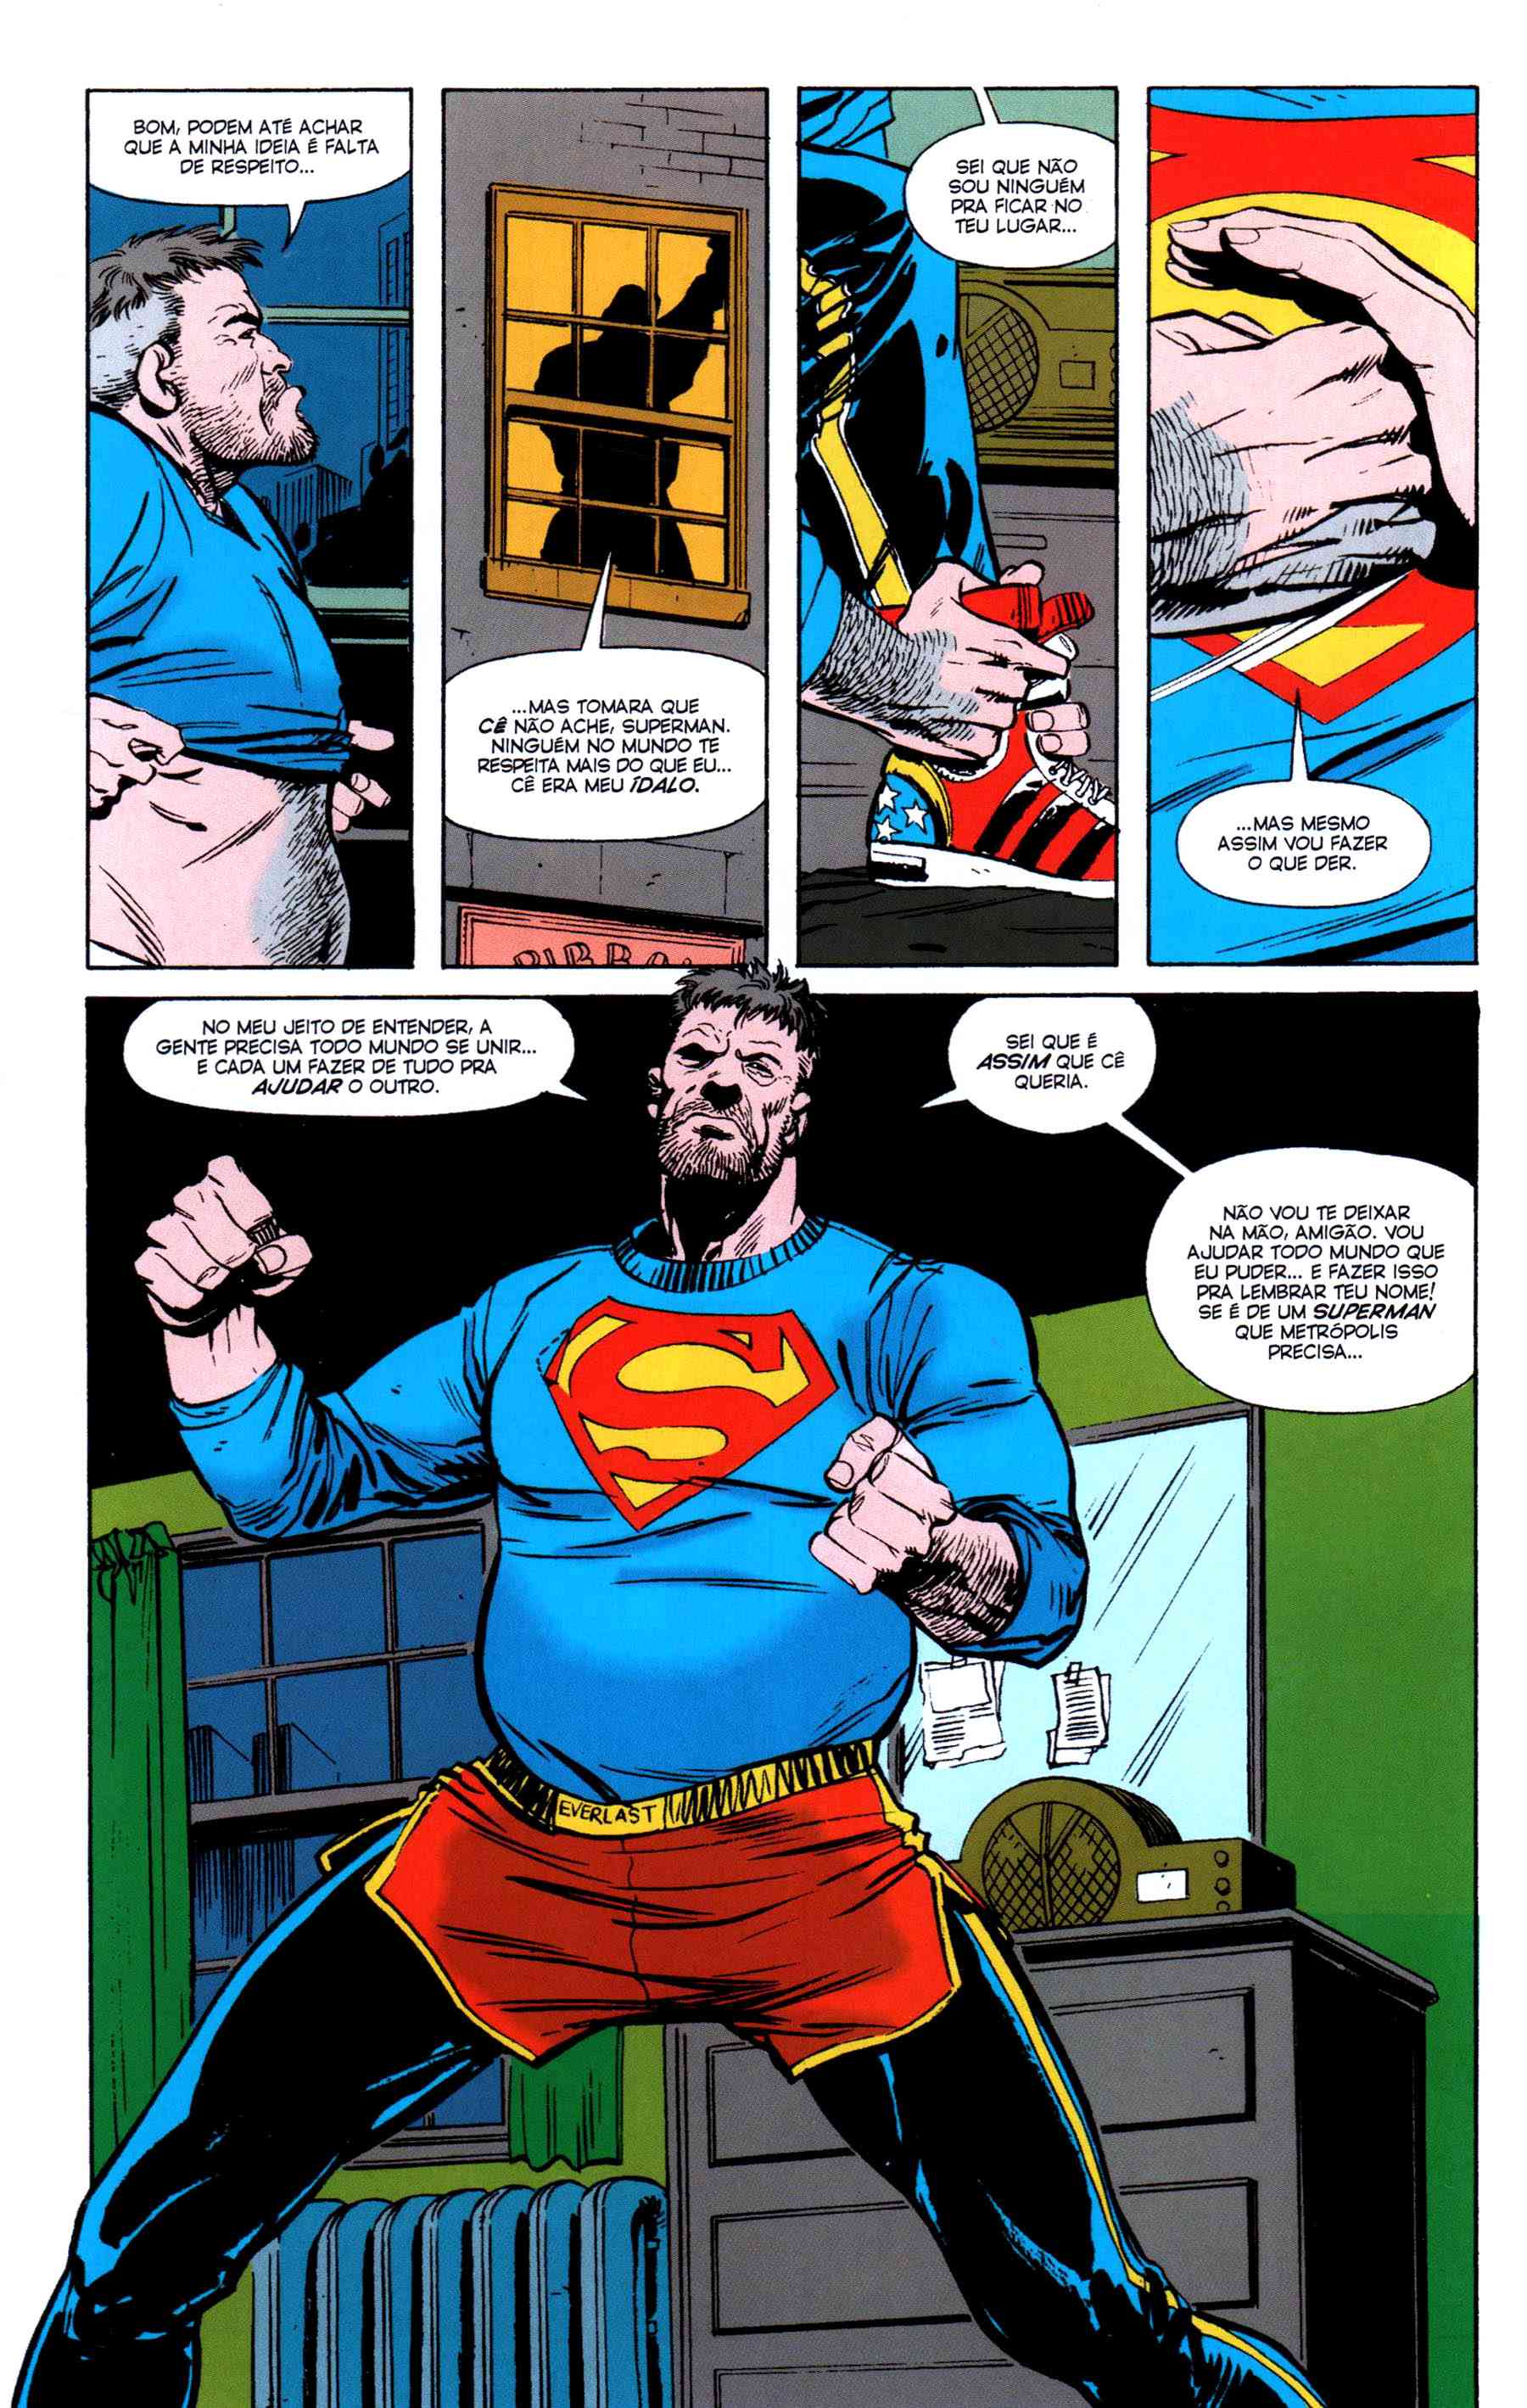 BOM, PODEM ATÉ ACHAR
QUE A MINHA IDEIA É FALTA
DE RESPEITO...
...MAS TOMARA QUE
CÊ NÃO ACHE, SUPERMAN.
NINGUÉM NO MUNDO TE
RESPEITA MAIS DO QUE EU...
CÊ ERA MEU ÍDALO.
SEI QUE NÃO
SOU NINGUÉM
PRA FICAR NO
TEU LUGAR...
...MAS MESMO
ASSIM VOU FAZER
O QUE DER.
NO MEU JEITO DE ENTENDER, A
GENTE PRECISA TODO MUNDO SE UNIR...
E CADA UM FAZER DE TUDO PRA
AJUDAR O OUTRO.
SEI QUE É
ASSIM QUE CÊ
QUERIA.
NÃO VOU TE DEIXAR
NA MÃO, AMIGÃO. VOU
AJUDAR TODO MUNDO QUE
EU PUDER... E FAZER ISSO
PRA LEMBRAR TEU NOME!
SE É DE UM SUPERMAN
QUE METRÓPOLIS
PRECISA...
S
EVERLAST